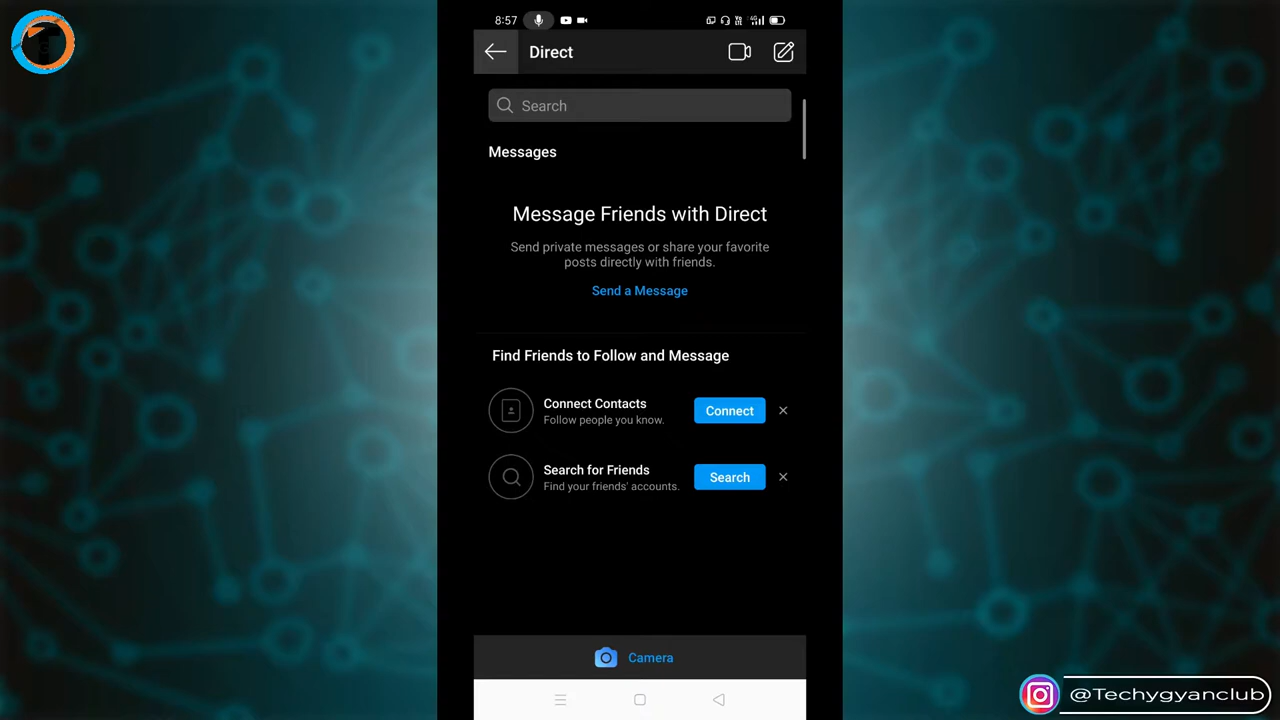 8:57
Direct
Search
Messages
Message Friends with Direct
Send private messages or share your favorite
posts directly with friends.
Send a Message
Find Friends to Follow and Message
Connect Contacts
Follow people you know.
Connect
Search for Friends
Find your friends' accounts.
Search
Camera
@Techygyanclub